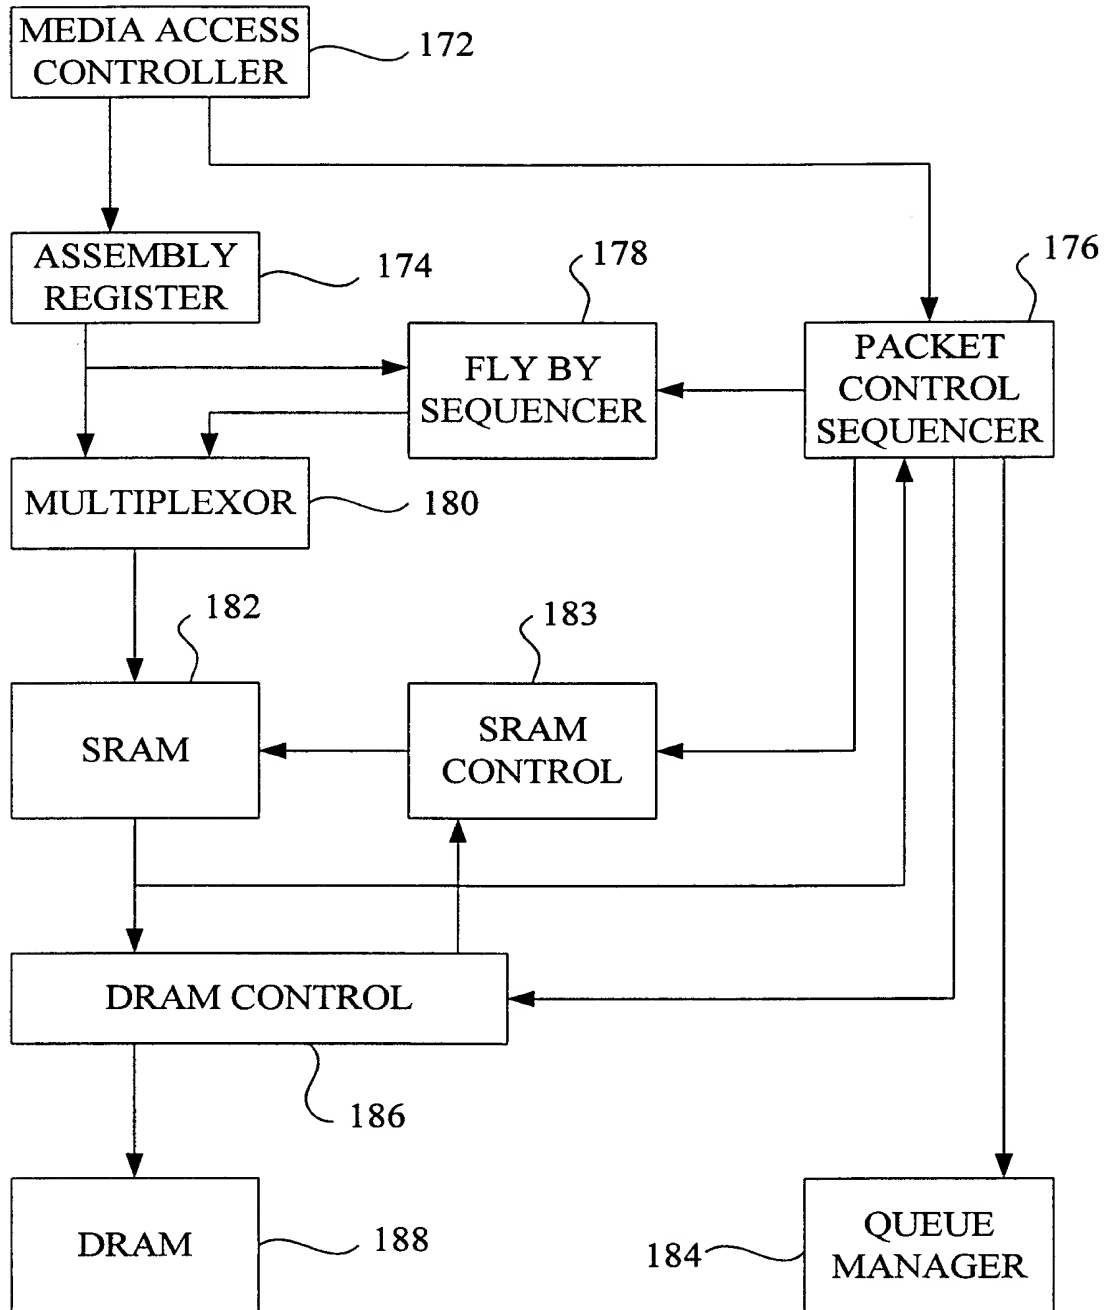 MEDIA ACCESS
CONTROLLER
172
ASSEMBLY
REGISTER
174
178
176
FLY BY
SEQUENCER
PACKET
CONTROL
SEQUENCER
MULTIPLEXOR
180
182
183
SRAM
SRAM
CONTROL
DRAM CONTROL
186
DRAM
188
184
QUEUE
MANAGER